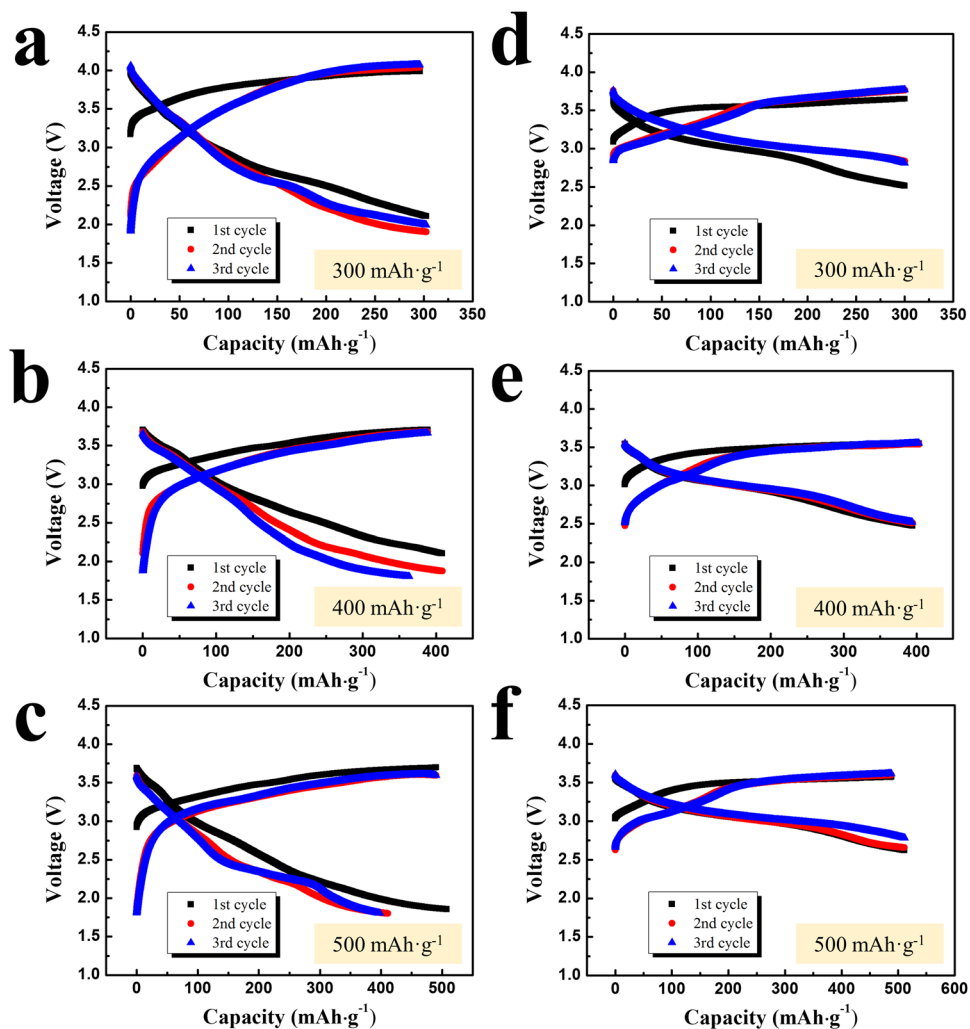 a
4.5
4.0
3.5
3.0
2.5
2.0
1.5
1.0
Voltage (V)
1st cycle
2nd cycle
3rd cycle
300 mAh·g⁻¹
0 50 100 150 200 250 300 350
Capacity (mAh·g⁻¹)
d
4.5
4.0
3.5
3.0
2.5
2.0
1.5
1.0
Voltage (V)
1st cycle
2nd cycle
3rd cycle
300 mAh·g⁻¹
0 50 100 150 200 250 300 350
Capacity (mAh·g⁻¹)
b
4.5
4.0
3.5
3.0
2.5
2.0
1.5
1.0
Voltage (V)
1st cycle
2nd cycle
3rd cycle
400 mAh·g⁻¹
0 100 200 300 400
Capacity (mAh·g⁻¹)
e
4.5
4.0
3.5
3.0
2.5
2.0
1.5
1.0
Voltage (V)
1st cycle
2nd cycle
3rd cycle
400 mAh·g⁻¹
0 100 200 300 400
Capacity (mAh·g⁻¹)
c
4.5
4.0
3.5
3.0
2.5
2.0
1.5
1.0
Voltage (V)
1st cycle
2nd cycle
3rd cycle
500 mAh·g⁻¹
0 100 200 300 400 500
Capacity (mAh·g⁻¹)
f
4.5
4.0
3.5
3.0
2.5
2.0
1.5
1.0
Voltage (V)
1st cycle
2nd cycle
3rd cycle
500 mAh·g⁻¹
0 100 200 300 400 500 600
Capacity (mAh·g⁻¹)